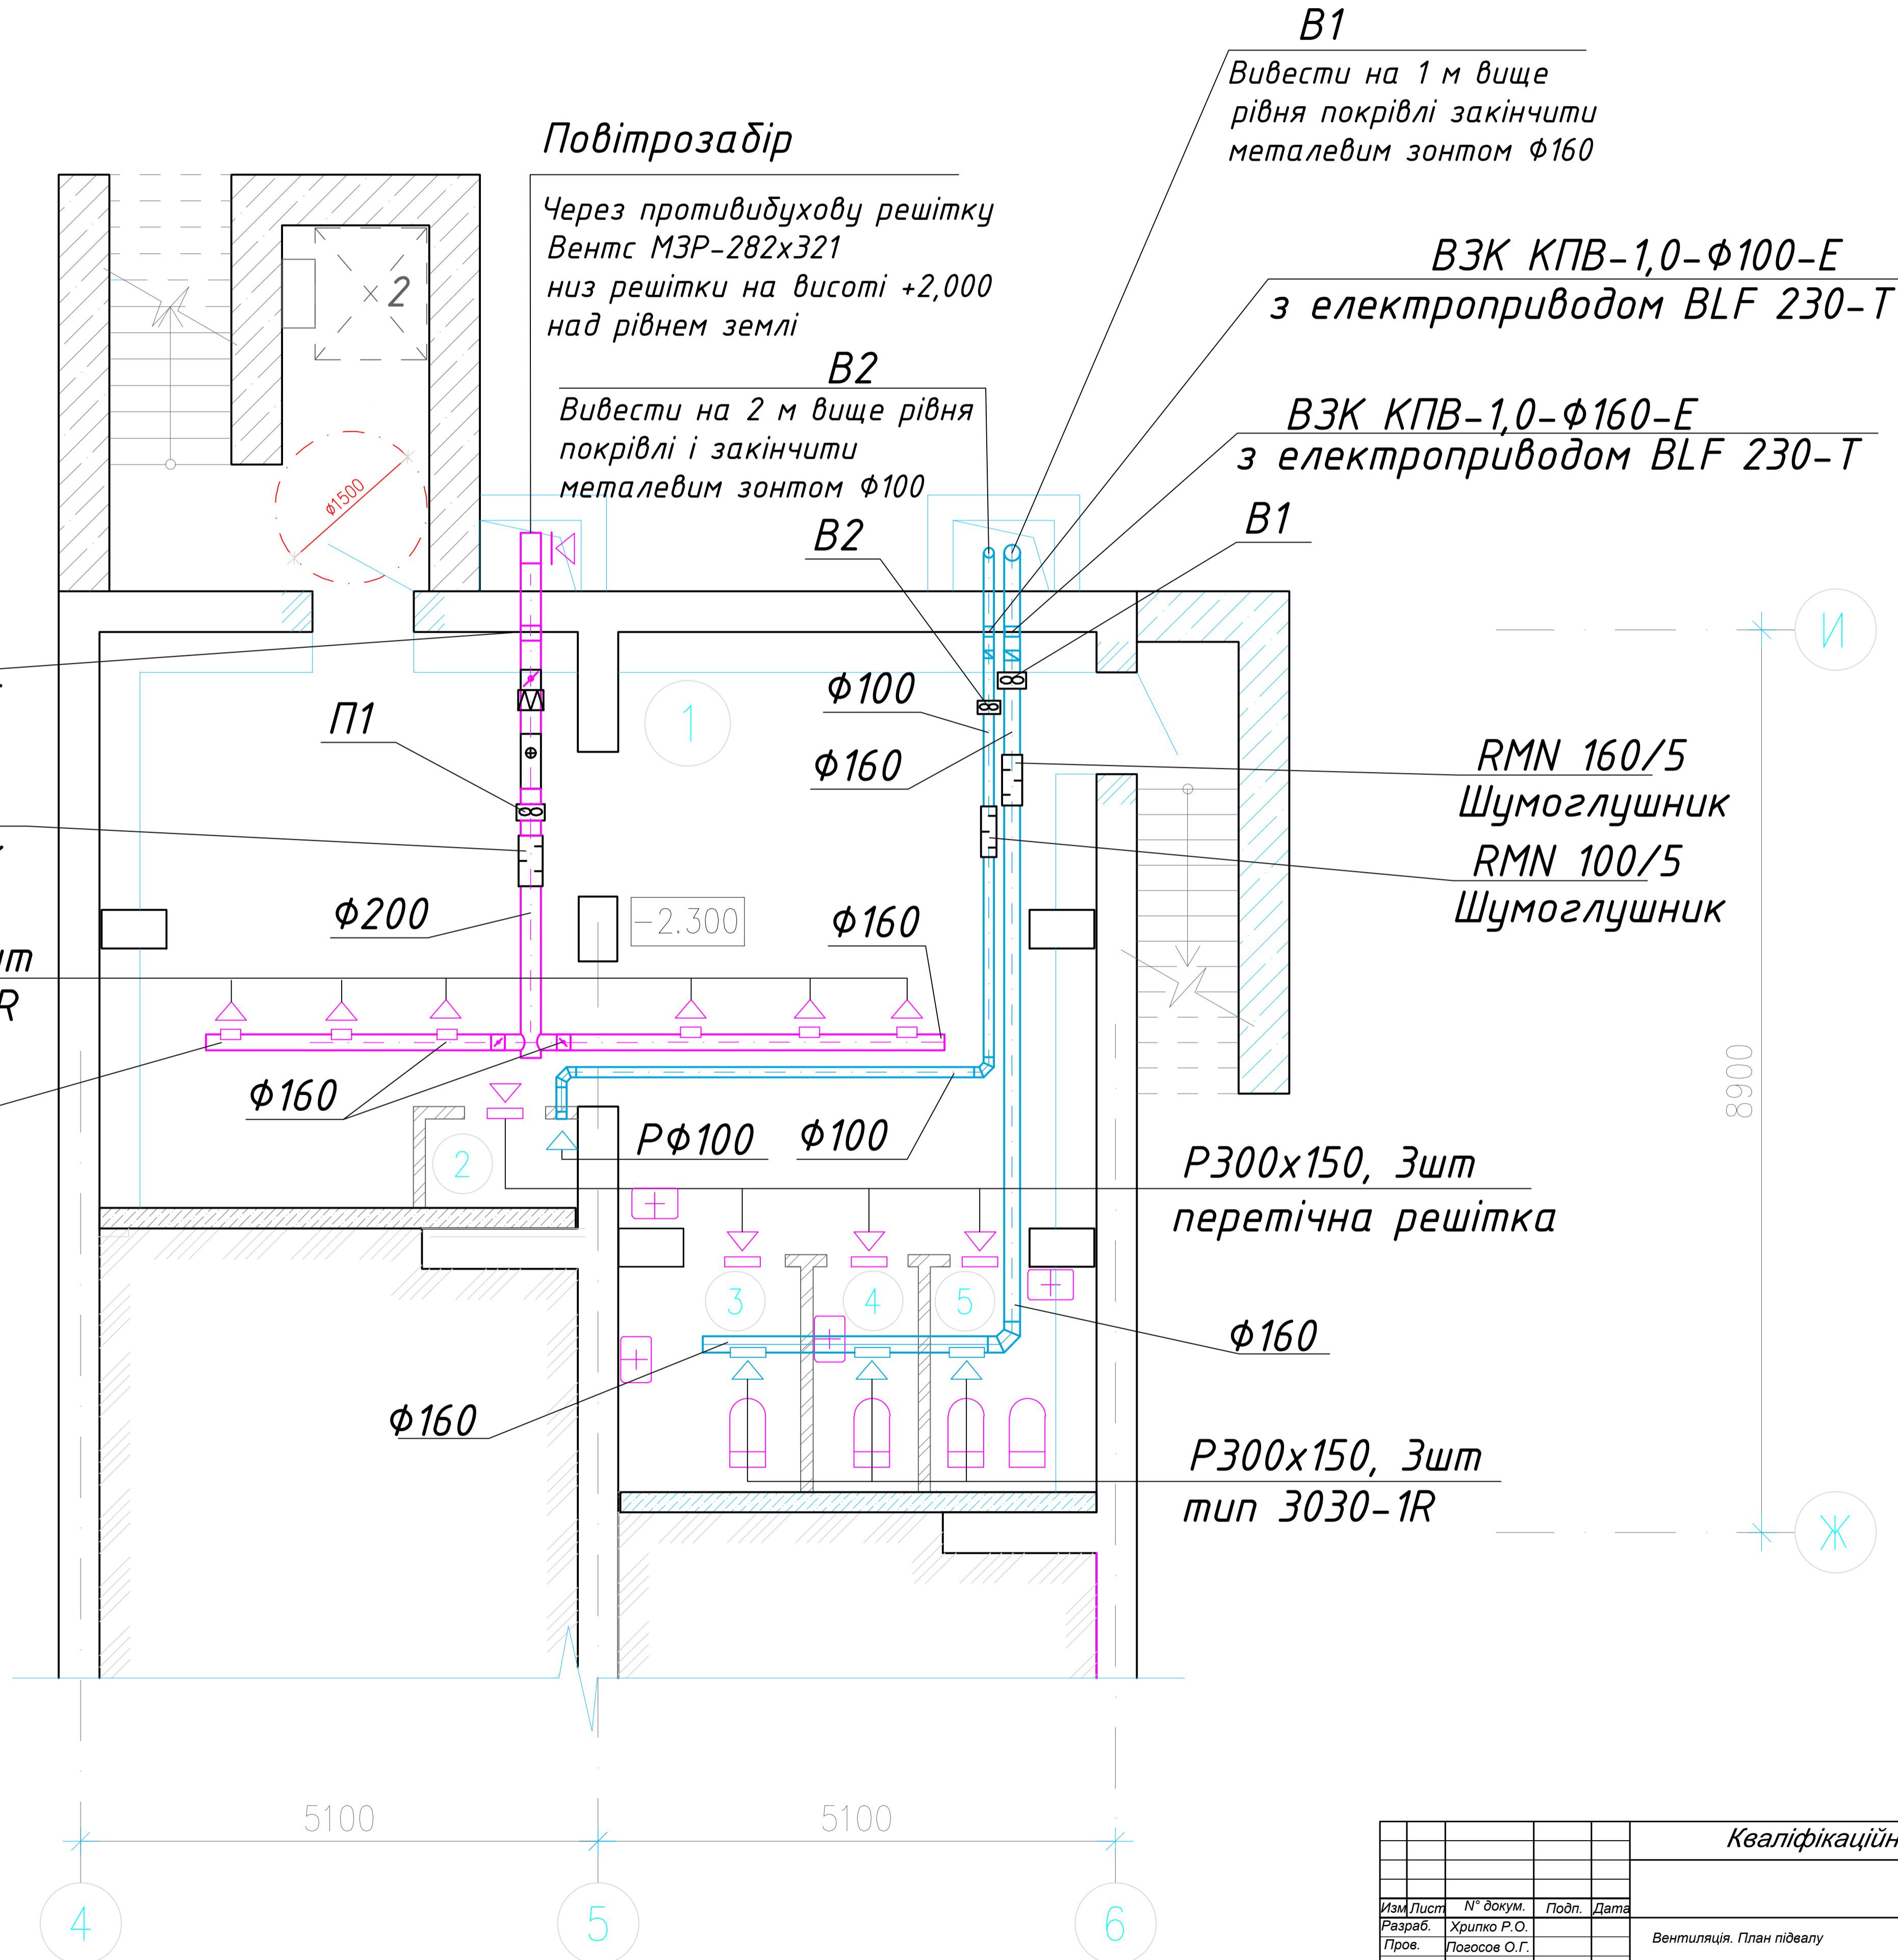 В1
Вивести на 1 м вище
рівня покрівлі закінчити
металевим зонтом Ф160
Повітрозабір
Через противибухову решітку
Вентс МЗР-282х321
низ решітки на висоті +2,000
над рівнем землі
В2
Вивести на 2 м вище рівня
покрівлі і закінчити
металевим зонтом Ф100
ВЗК КПВ-1,0-Ф100-Е
з електроприводом BLF 230-T
ВЗК КПВ-1,0-Ф160-Е
з електроприводом BLF 230-T
2
ø1500
В2
В1
И
П1
1
Ф100
Ф160
RMN 160/5
Шумоглушник
RMN 100/5
Шумоглушник
Ф200
-2.300
Ф160
шт
R
Ф160
2
РФ100
Ф100
8900
Р300х150, 3шт
перетічна решітка
3
4
5
Ф160
Ф160
Р300х150, 3шт
тип 3030-1R
Ж
5100
5100
4
5
6
Кваліфікаційн
Изм Лист N° докум. Подп. Дата
Разраб. Хрипко Р.О.
Пров. Погосов О.Г.
Вентиляція. План підвалу